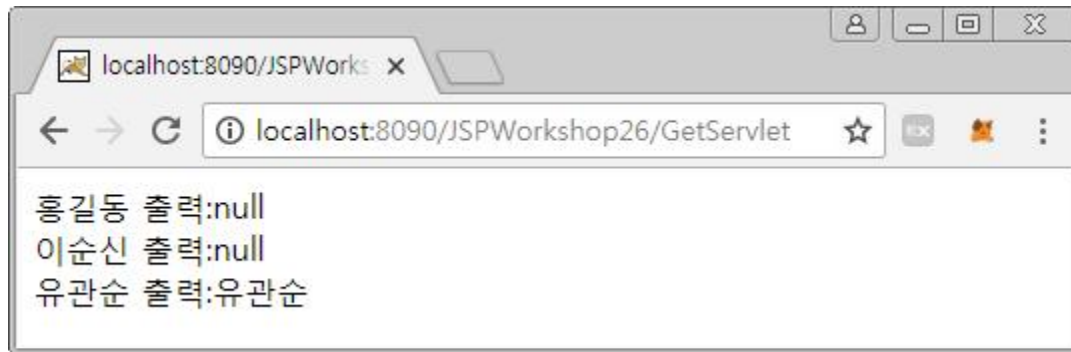 localhost:8090/JSPWorks
localhost:8090/JSPWorkshop26/GetServlet
홍길동 출력:null
이순신 출력:null
유관순 출력:유관순